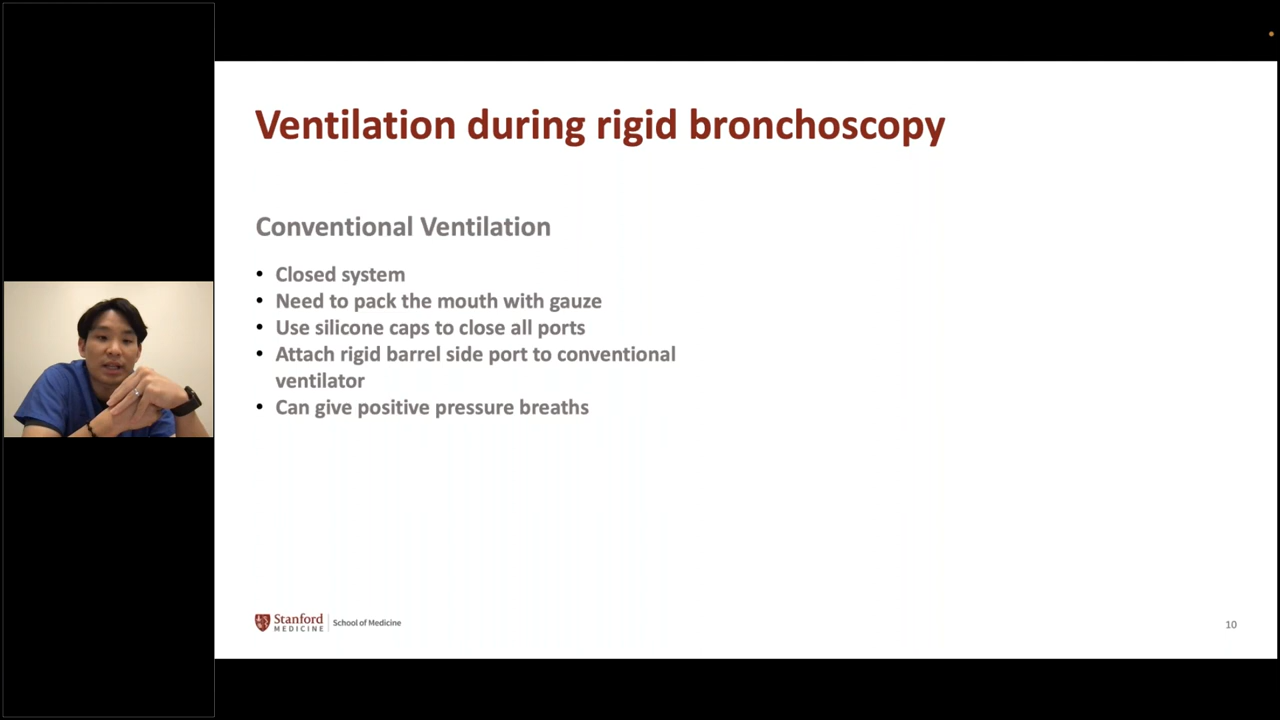 Ventilation during rigid bronchoscopy
Conventional Ventilation
• Closed system
• Need to pack the mouth with gauze
• Use silicone caps to close all ports
• Attach rigid barrel side port to conventional
ventilator
• Can give positive pressure breaths
Stanford
MEDICINE
School of Medicine
10